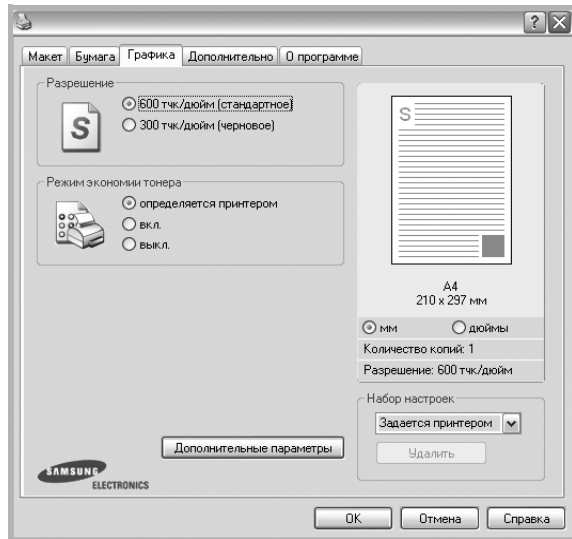 Макет Бумага Графика Дополнительно О программе
Разрешение
600 тчк/дюйм (стандартное)
300 тчк/дюйм (черновое)
S
Режим экономии тонера
определяется принтером
вкл.
выкл.
S
A4
210 x 297 мм
мм дюймы
Количество копий: 1
Разрешение: 600 тчк/дюйм
Набор настроек
Задается принтером
Удалить
Дополнительные параметры
SAMSUNG
ELECTRONICS
OK Отмена Справка